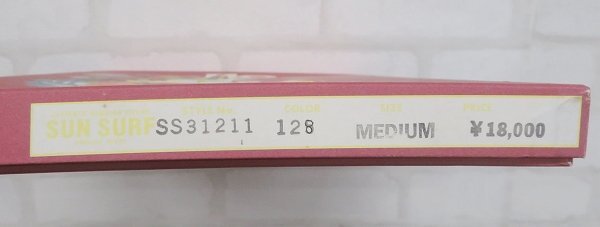 STYLE No. COLOR SIZE PRICE
SUN SURF SS31211 128 MEDIUM ¥18,000